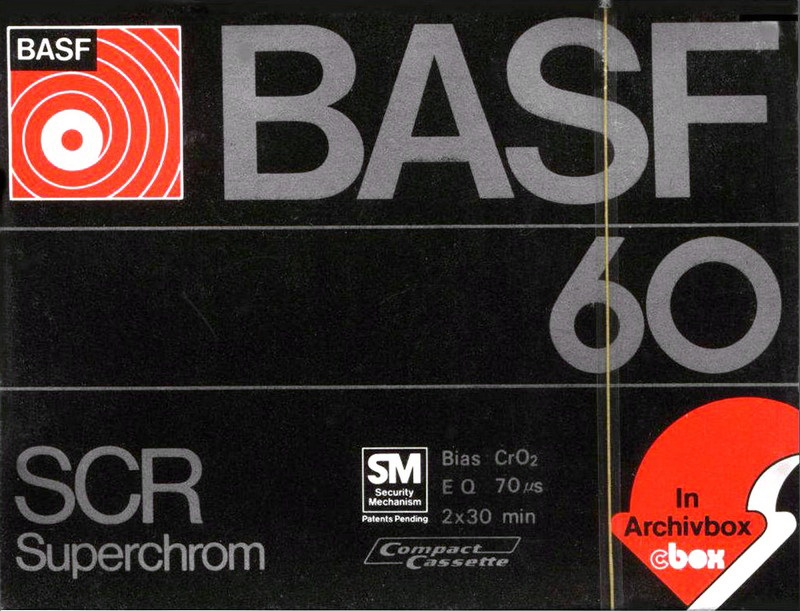 BASF
BASF
60
SCR
Superchrom
SM
Security
Mechanism
Patents Pending
Bias CrO₂
EQ 70 µs
2x30 min
Compact
Cassette
In
Archivbox
cbox